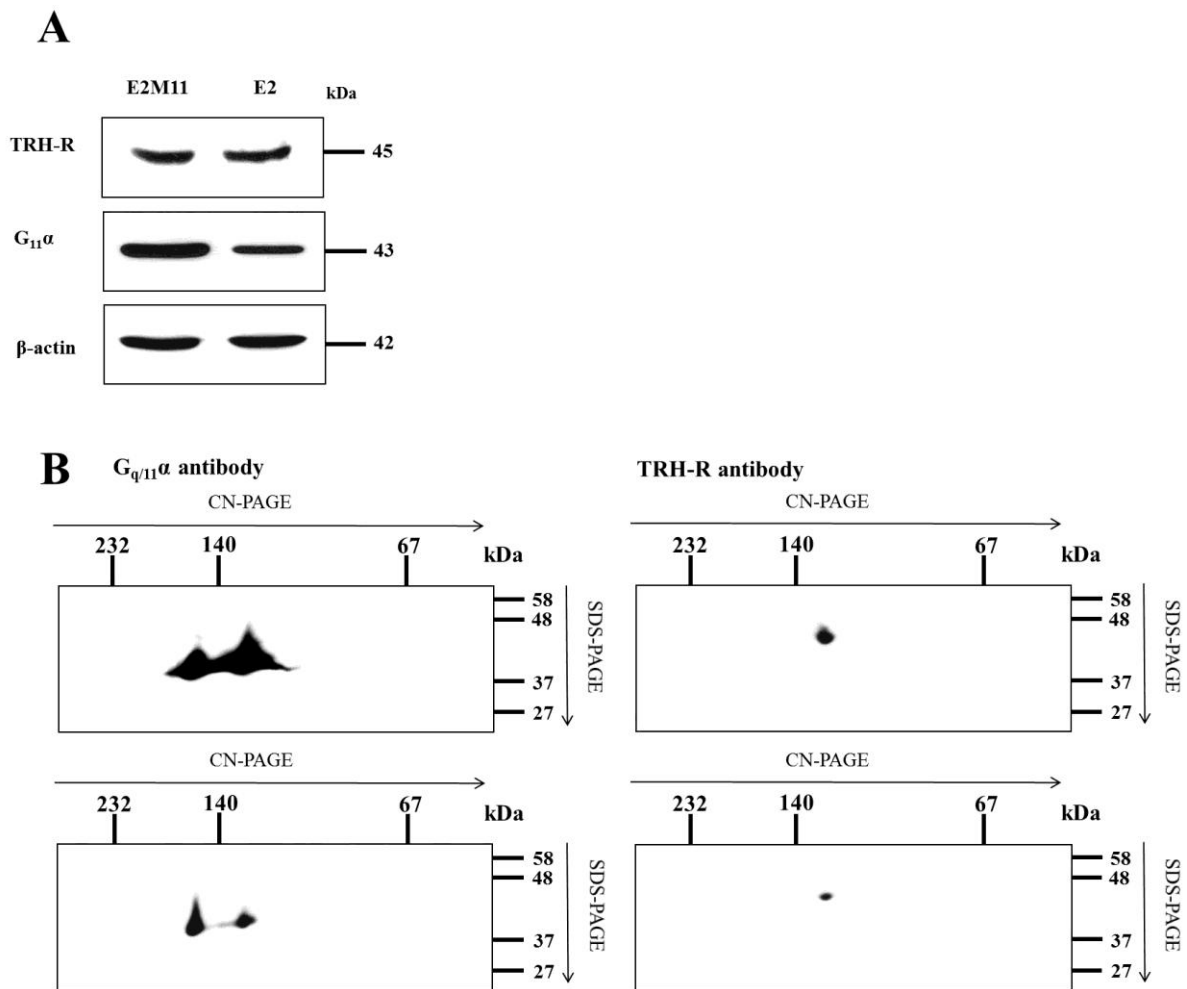 A
E2M11 E2 kDa
TRH-R 45
G₁₁α 43
β-actin 42
B
G_q/11α antibody TRH-R antibody
CN-PAGE CN-PAGE
232 140 67 kDa 232 140 67 kDa
58 58
48 48
SDS-PAGE SDS-PAGE
37 37
27 27
CN-PAGE CN-PAGE
232 140 67 kDa 232 140 67 kDa
58 58
48 48
SDS-PAGE SDS-PAGE
37 37
27 27